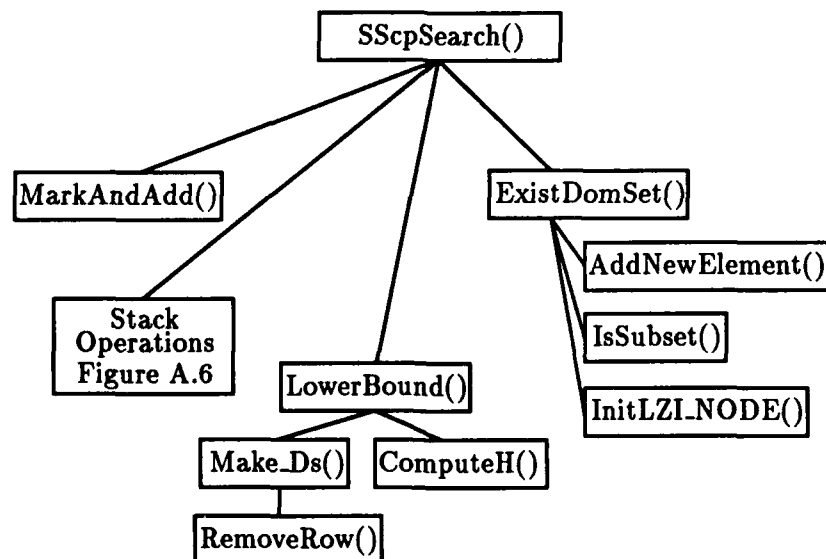 SScpSearch()
MarkAndAdd()
ExistDomSet()
AddNewElement()
Stack
Operations
Figure A.6
IsSubset()
LowerBound()
InitLZI_NODE()
Make_Ds()
ComputeH()
RemoveRow()